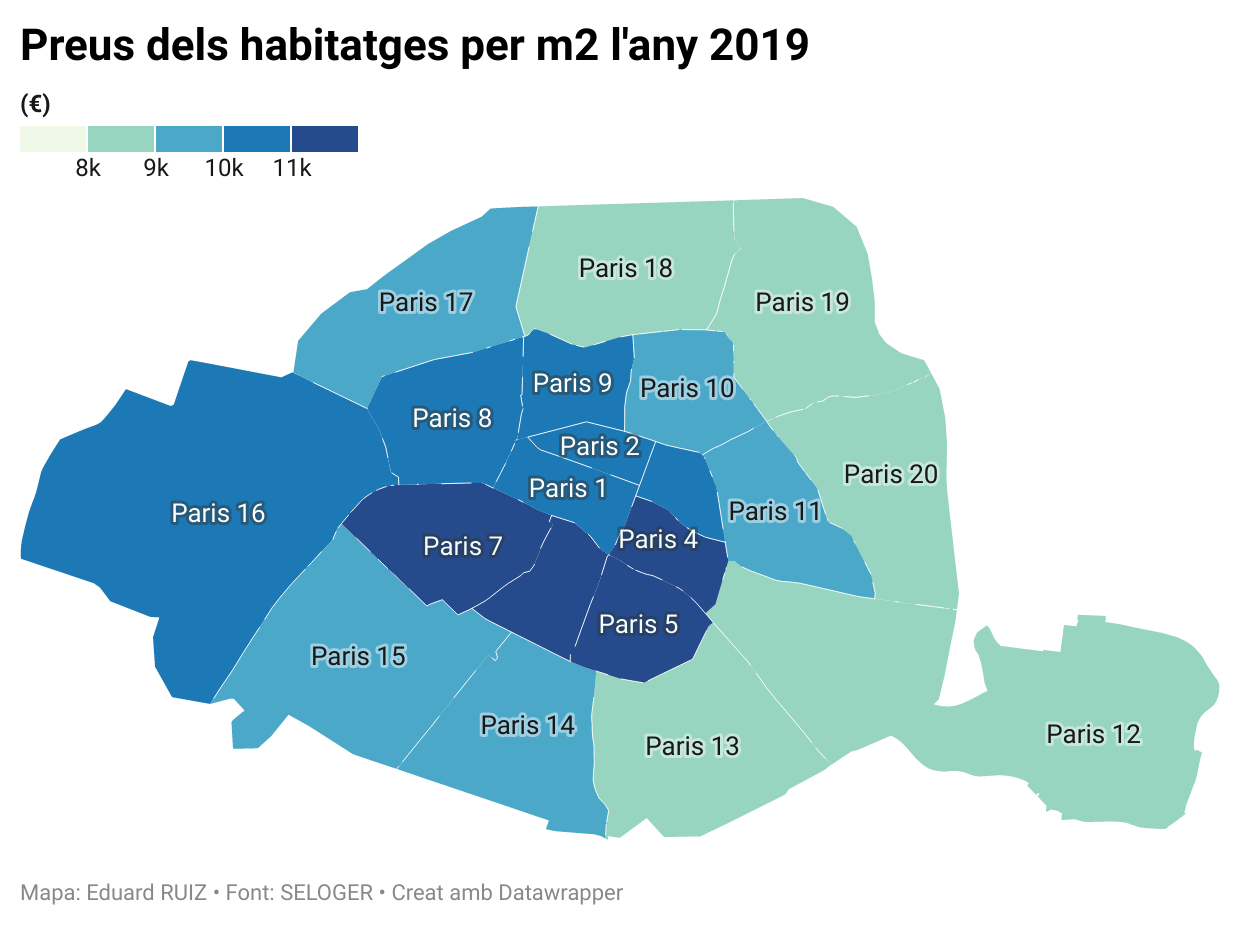 Preus dels habitatges per m2 l'any 2019
(€)
8k 9k 10k 11k
Paris 18
Paris 17
Paris 19
Paris 9
Paris 10
Paris 8
Paris 2
Paris 20
Paris 1
Paris 16
Paris 11
Paris 7
Paris 4
Paris 5
Paris 15
Paris 14
Paris 12
Paris 13
Mapa: Eduard RUIZ • Font: SELOGER • Creat amb Datawrapper